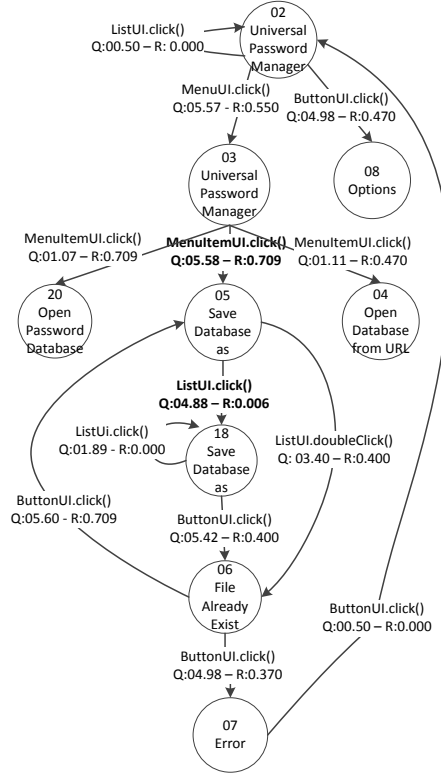 02
Universal
Password
Manager
ListUI.click()
Q:00.50 – R: 0.000
MenuUI.click()
Q:05.57 - R:0.550
ButtonUI.click()
Q:04.98 – R:0.470
03
Universal
Password
Manager
08
Options
MenuItemUI.click()
Q:01.07 – R:0.709
MenuItemUI.click()
Q:05.58 – R:0.709
MenuItemUI.click()
Q:01.11 – R:0.470
20
Open
Password
Database
05
Save
Database
as
04
Open
Database
from URL
ListUI.click()
Q:04.88 – R:0.006
ListUi.click()
Q:01.89 - R:0.000
18
Save
Database
as
ListUI.doubleClick()
Q: 03.40 – R:0.400
ButtonUI.click()
Q:05.60 - R:0.709
ButtonUI.click()
Q:05.42 – R:0.400
06
File
Already
Exist
ButtonUI.click()
Q:00.50 – R:0.000
ButtonUI.click()
Q:04.98 – R:0.370
07
Error